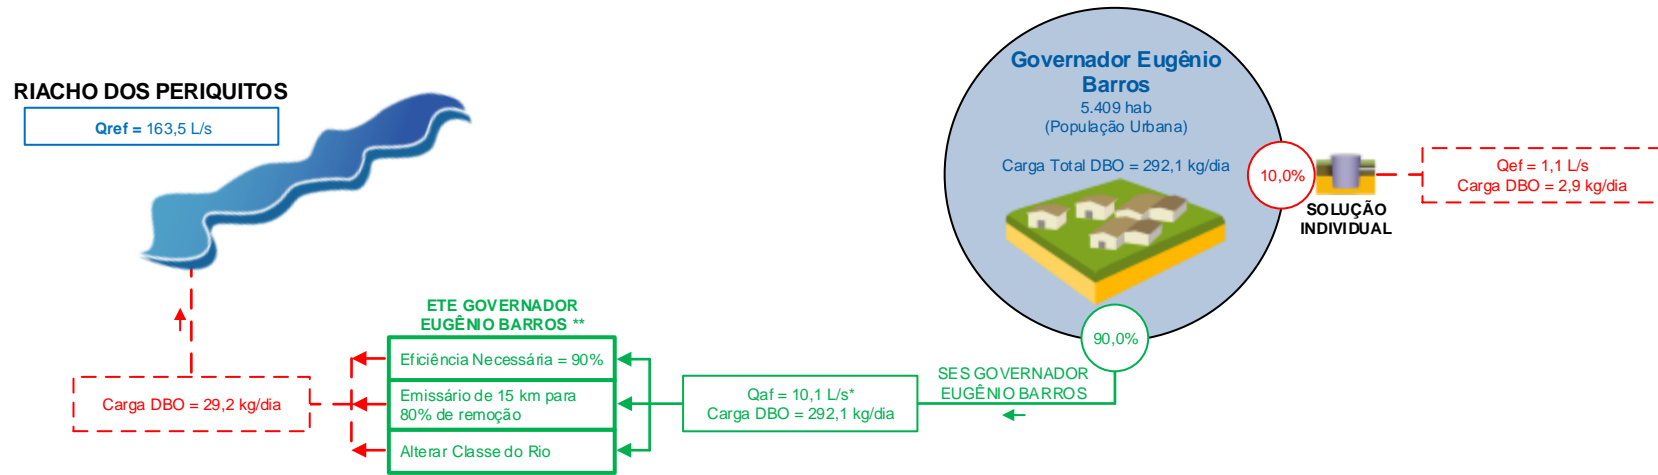 RIACHO DOS PERIQUITOS
Qref = 163,5 L/s
Governador Eugênio
Barros
5.409 hab
(População Urbana)
Carga Total DBO = 292,1 kg/dia
10,0%
SOLUÇÃO
INDIVIDUAL
Qef = 1,1 L/s
Carga DBO = 2,9 kg/dia
90,0%
SES GOVERNADOR
EUGÊNIO BARROS
Qaf = 10,1 L/s*
Carga DBO = 292,1 kg/dia
ETE GOVERNADOR
EUGÊNIO BARROS **
Eficiência Necessária = 90%
Emissário de 15 km para
80% de remoção
Alterar Classe do Rio
Carga DBO = 29,2 kg/dia